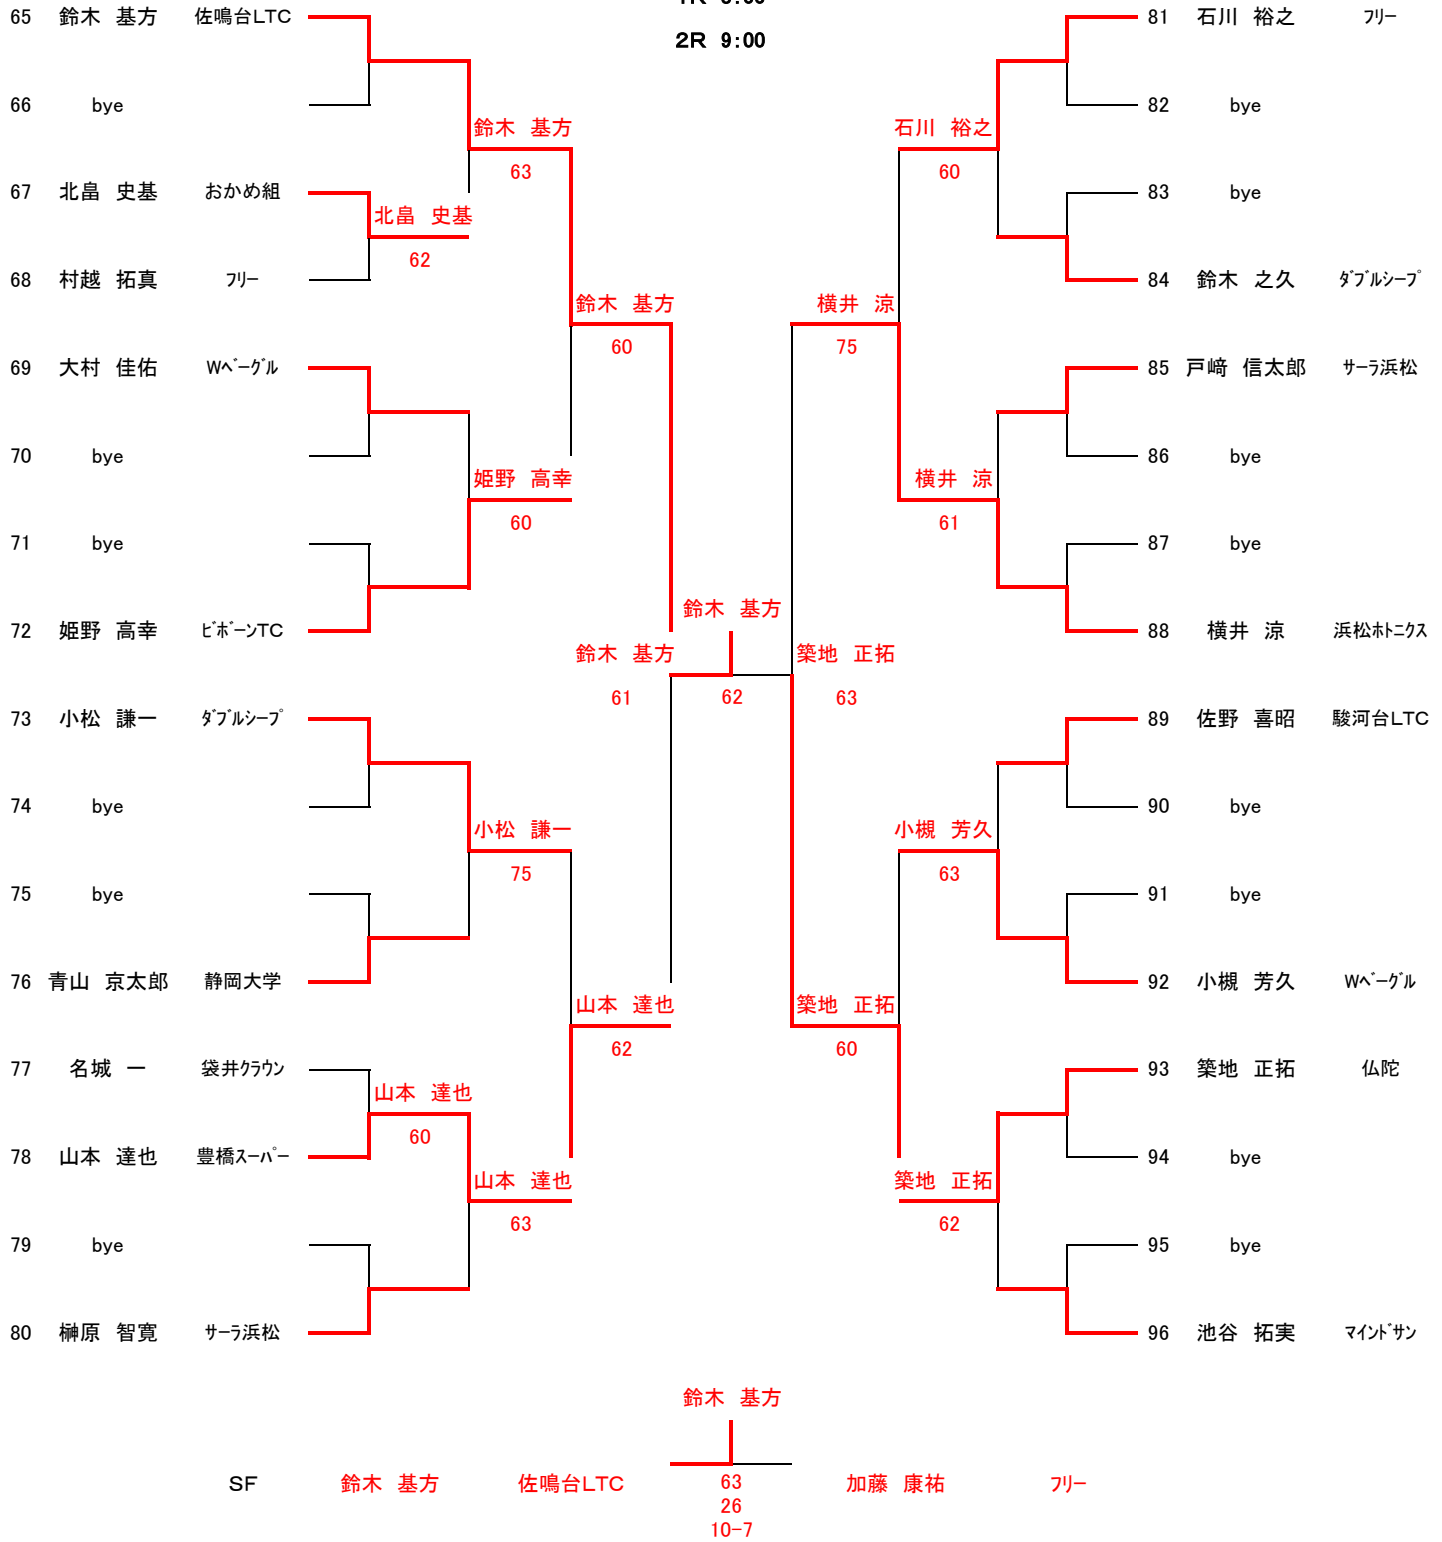 2R 9:00
65 鈴木 基方 佐鳴台LTC
66 bye
鈴木 基方
63
67 北畠 史基 おかめ組
北畠 史基
62
68 村越 拓真 フリー
鈴木 基方
60
69 大村 佳佑 Wベーグル
70 bye
姫野 高幸
60
71 bye
72 姫野 高幸 ビボーンTC
鈴木 基方
61
73 小松 謙一 ダブルシープ
74 bye
小松 謙一
75
75 bye
76 青山 京太郎 静岡大学
山本 達也
62
77 名城 一 袋井クラウン
山本 達也
60
78 山本 達也 豊橋スーパー
山本 達也
63
79 bye
80 榊原 智寛 サーラ浜松
鈴木 基方
62
81 石川 裕之 フリー
82 bye
石川 裕之
60
83 bye
84 鈴木 之久 ダブルシープ
横井 涼
75
85 戸﨑 信太郎 サーラ浜松
86 bye
横井 涼
61
87 bye
88 横井 涼 浜松ホトニクス
築地 正拓
63
89 佐野 喜昭 駿河台LTC
90 bye
小槻 芳久
63
91 bye
92 小槻 芳久 Wベーグル
築地 正拓
60
93 築地 正拓 仏陀
94 bye
築地 正拓
62
95 bye
96 池谷 拓実 マインドサン
鈴木 基方
SF 鈴木 基方 佐鳴台LTC 63 加藤 康祐 フリー
26
10-7